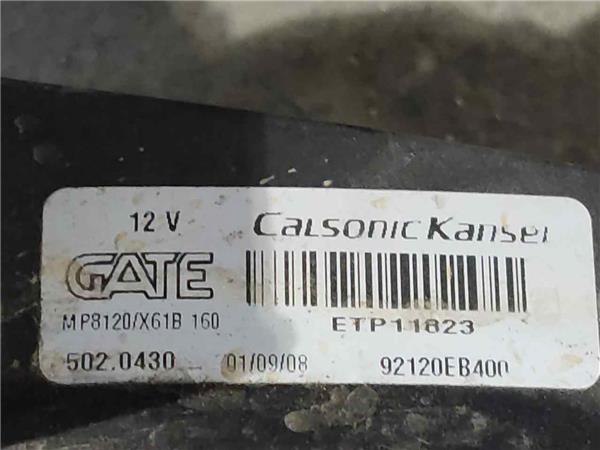 12 V CALSONIC Kansei
GATE
MP8120/X61B 160 ETP11823
502.0430 01/09/08 92120EB400